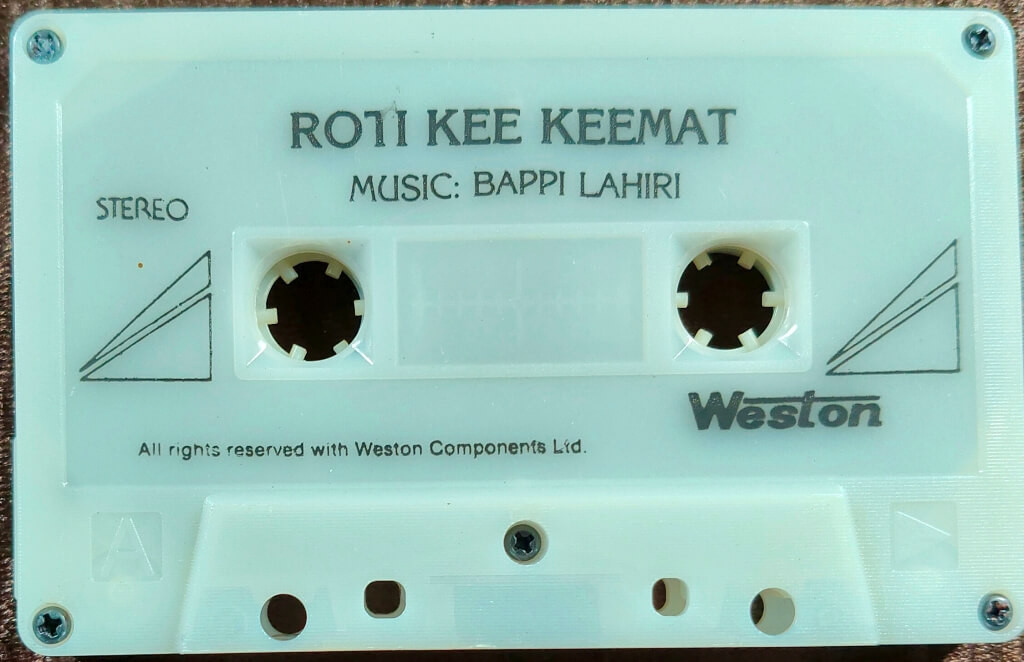 ROTI KEE KEEMAT
MUSIC: BAPPI LAHIRI
STEREO
Weston
All rights reserved with Weston Components Ltd.
A